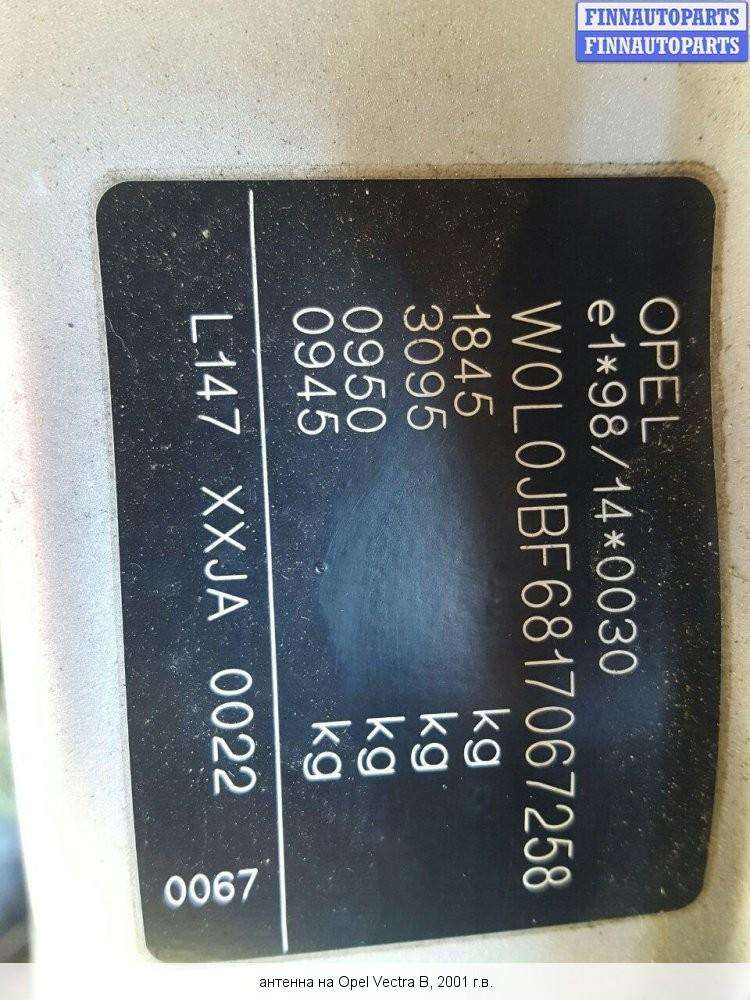 FINNAUTOPARTS
FINNAUTOPARTS
OPEL
e1*98/14*0030
W0L0JBF6817067258
1845 kg
3095 kg
0950 kg
0945 kg
L147 XXJA 0022 0067
антенна на Opel Vectra B, 2001 г.в.